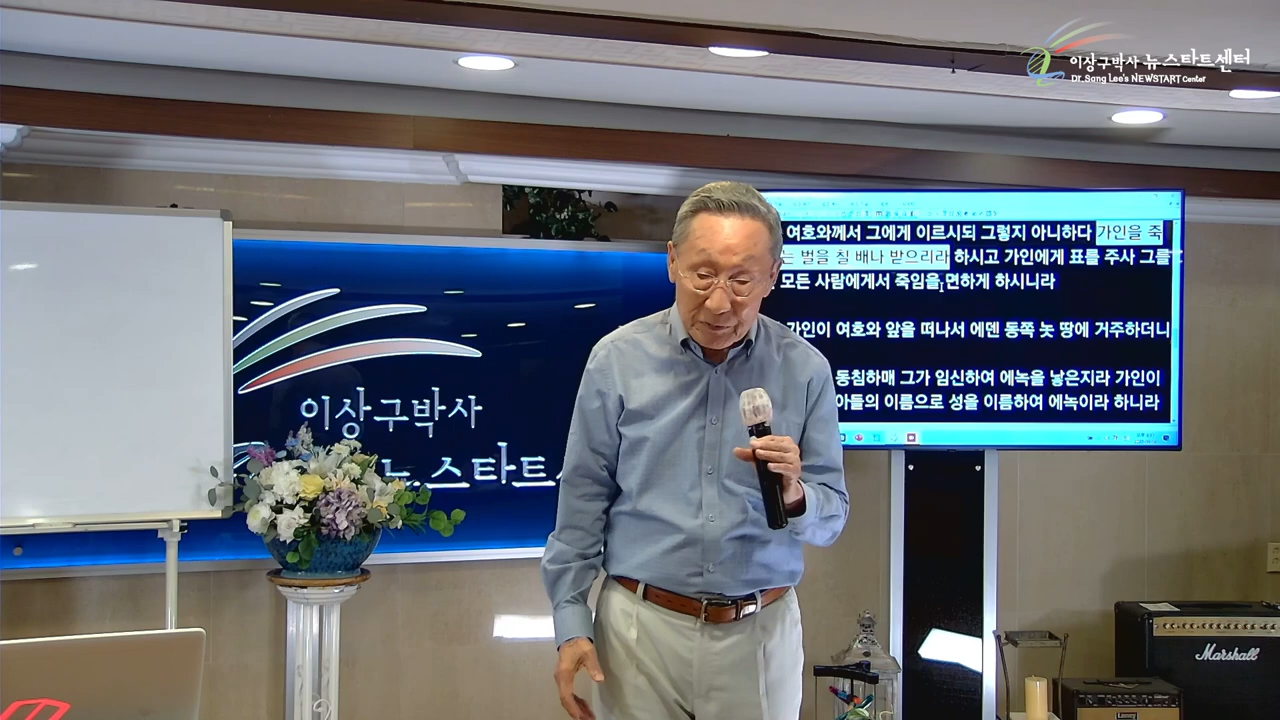 이상구박사 뉴스타트센터
Dr. Sang Lee's NEWSTART Center
여호와께서 그에게 이르시되 그렇지 아니하다 가인을 죽
는 벌을 칠 배나 받으리라 하시고 가인에게 표를 주사 그를
모든 사람에게서 죽임을 면하게 하시니라
가인이 여호와 앞을 떠나서 에덴 동쪽 놋 땅에 거주하더니
동침하매 그가 임신하여 에녹을 낳은지라 가인이
아들의 이름으로 성을 이름하여 에녹이라 하니라
이상구박사
뉴스타트
Marshall
LANEY